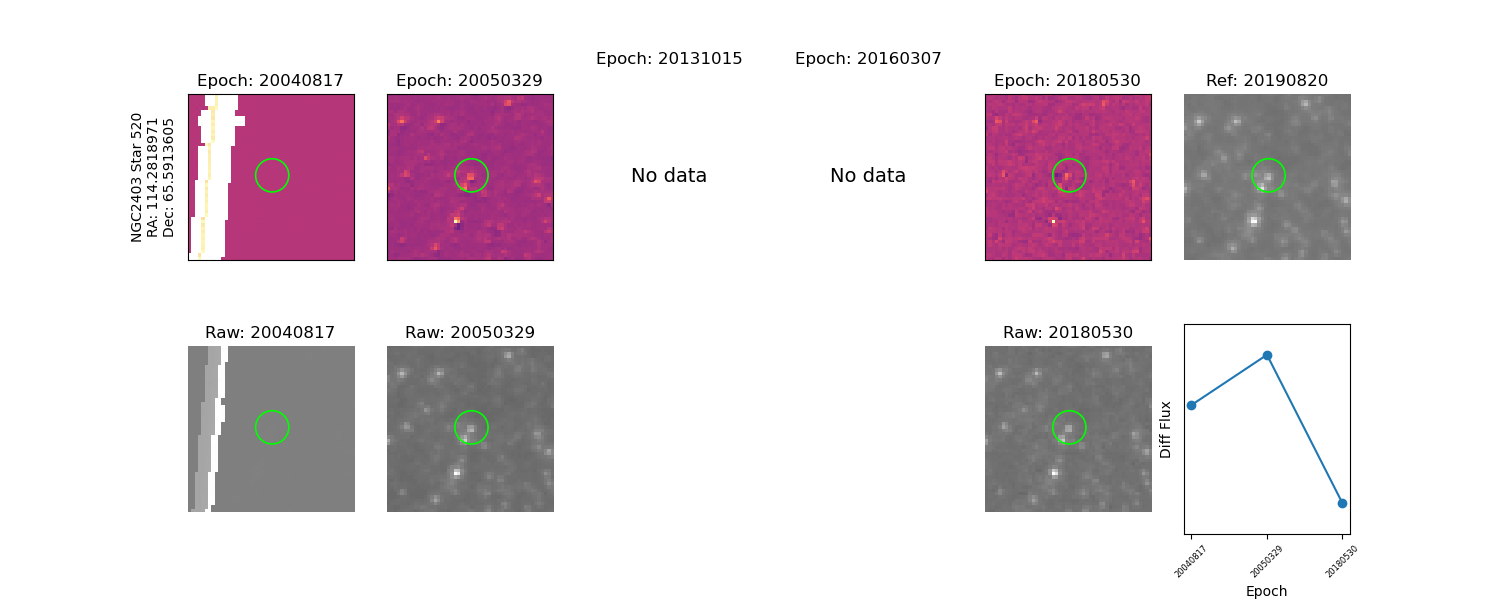 Epoch: 20040817
Epoch: 20050329
Epoch: 20131015
Epoch: 20160307
Epoch: 20180530
Ref: 20190820
NGC2403 Star 520
RA: 114.2818971
Dec: 65.5913605
No data
No data
Raw: 20040817
Raw: 20050329
Raw: 20180530
Diff Flux
20040817
20050329
20180530
Epoch